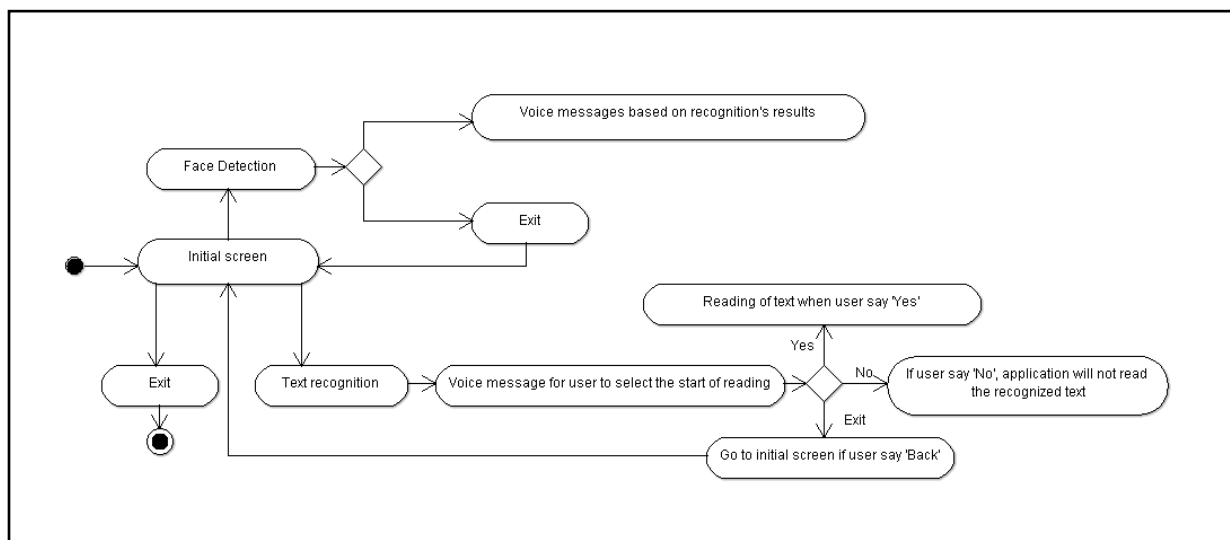 Voice messages based on recognition's results
Face Detection
Exit
Initial screen
Reading of text when user say 'Yes'
Yes
Exit
Text recognition
Voice message for user to select the start of reading
No
If user say 'No', application will not read
the recognized text
Exit
Go to initial screen if user say 'Back'